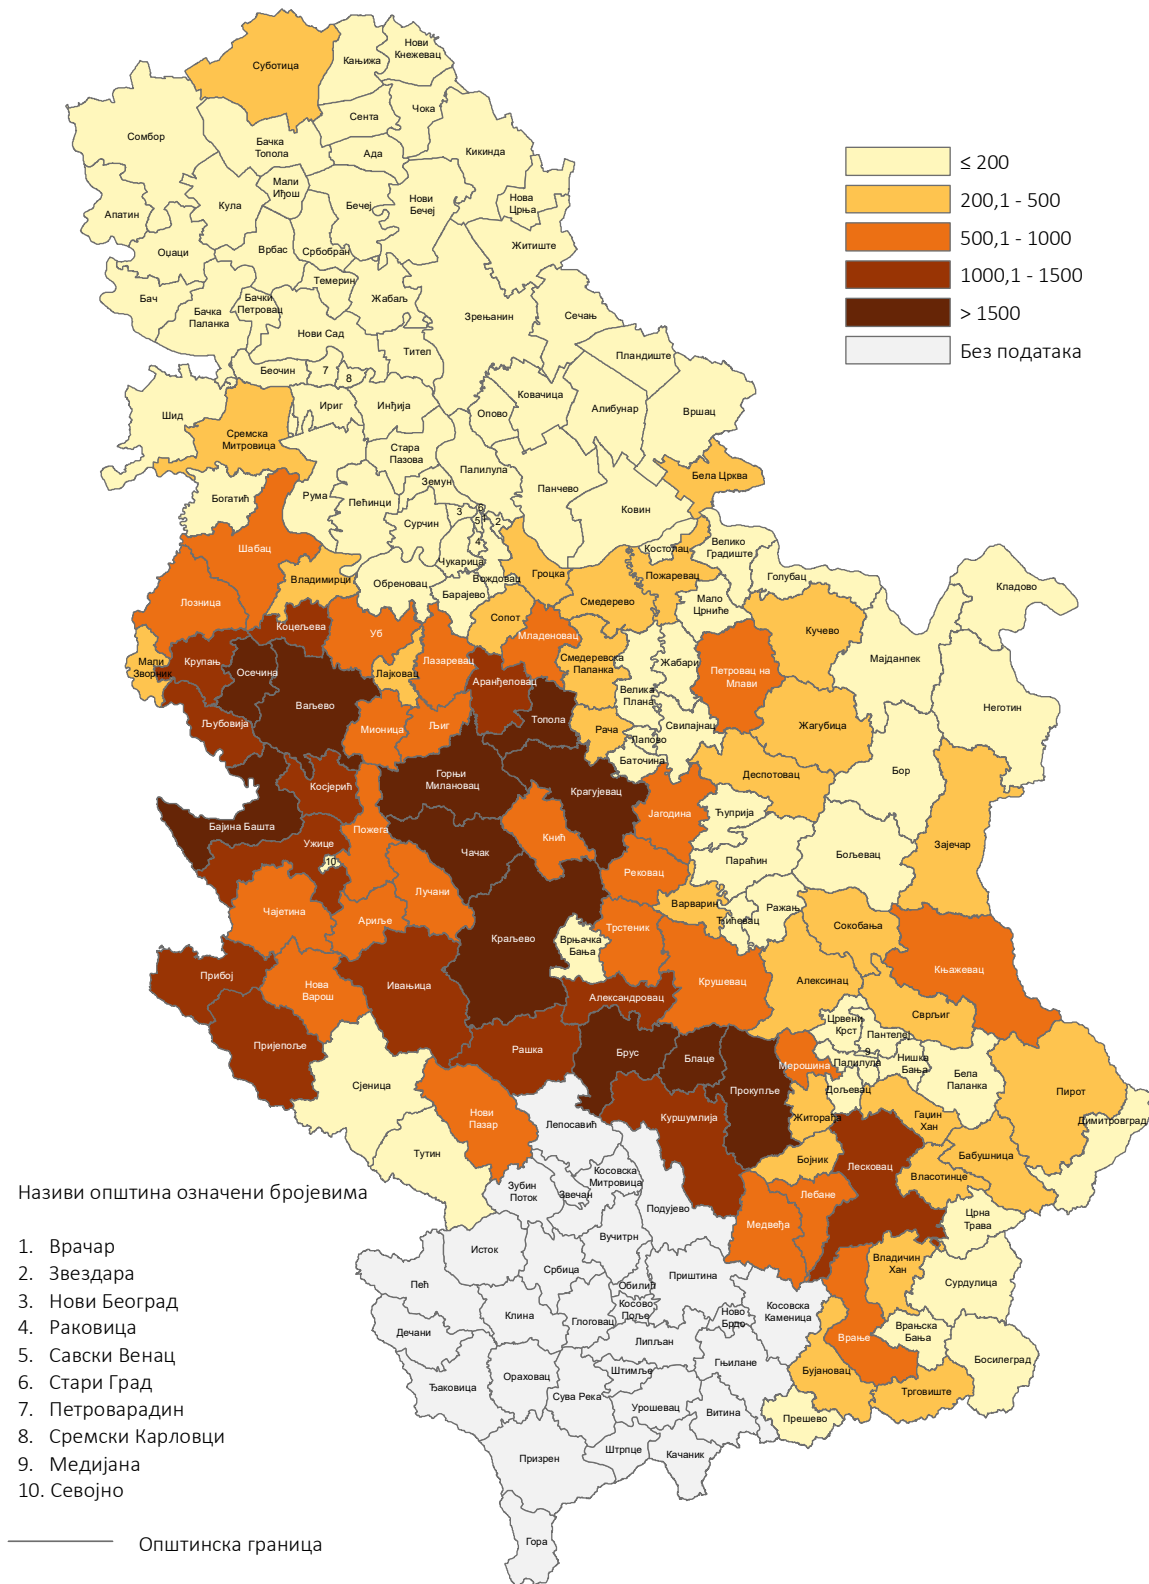 Суботица
Кањижа
Нови
Кнежевац
Чока
Сента
Сомбор
Бачка
Топола
Ада
Кикинда
Мали
Иђош
Нова
Црња
Апатин
Кула
Бечеј
Нови
Бечеј
Оџаци
Врбас
Србобран
Житиште
Темерин
Бач
Бачка
Паланка
Бачки
Петровац
Жабаљ
Зрењанин
Сечањ
Нови Сад
Тител
Пландиште
Беочин
7
8
Шид
Ириг
Инђија
Опово
Ковачица
Алибунар
Вршац
Сремска
Митровица
Стара
Пазова
Палилула
Бела Црква
Богатић
Рума
Пећинци
Земун
Панчево
Ковин
Сурчин
3
6
5
1
2
4
Шабац
Чукарица
Костолац
Велико
Градиште
Владимирци
Обреновац
Вождовац
Гроцка
Пожаревац
Голубац
Кладово
Барајево
Лозница
Смедерево
Мало
Црниће
Сопот
Коцељева
Уб
Младеновац
Кучево
Мали
Зворник
Крупањ
Осечина
Лајковац
Лазаревац
Смедеревска
Паланка
Жабари
Петровац на
Млави
Мајданпек
Аранђеловац
Велика
Плана
Ваљево
Неготин
Љубовија
Мионица
Љиг
Топола
Рача
Свилајнац
Жагубица
Лапово
Баточина
Бор
Косјерић
Горњи
Милановац
Крагујевац
Деспотовац
Бајина Башта
Пожега
Јагодина
Ћуприја
Ужице
10
Чачак
Кнић
Зајечар
Параћин
Бољевац
Лучани
Рековац
Чајетина
Ариље
Варварин
Ћићевац
Ражањ
Трстеник
Сокобања
Краљево
Врњачка
Бања
Књажевац
Прибој
Нова
Варош
Ивањица
Крушевац
Алексинац
Александровац
Сврљиг
Црвени
Крст
Пантелеј
Пријепоље
Рашка
Брус
Блаце
9
Нишка
Бања
Мерошина
Палилула
Бела
Паланка
Сјеница
Прокупље
Дољевац
Пирот
Нови
Пазар
Куршумлија
Житорађа
Гаџин
Хан
Димитровград
Лепосавић
Тутин
Бојник
Лесковац
Бабушница
Косовска
Митровица
Власотинце
Зубин
Поток
Звечан
Лебане
Подујево
Медвеђа
Црна
Трава
Вучитрн
Исток
Србица
Владичин
Хан
Пећ
Приштина
Сурдулица
Обилић
Клина
Глоговац
Косово
Поље
Ново
Брдо
Косовска
Каменица
Дечани
Липљан
Врање
Врањска
Бања
Босилеград
Гњилане
Ђаковица
Ораховац
Штимље
Бујановац
Сува Река
Трговиште
Урошевац
Витина
Прешево
Штрпце
Качаник
Призрен
Гора
≤ 200
200,1 - 500
500,1 - 1000
1000,1 - 1500
> 1500
Без података
Називи општина означени бројевима
1. Врачар
2. Звездара
3. Нови Београд
4. Раковица
5. Савски Венац
6. Стари Град
7. Петроварадин
8. Сремски Карловци
9. Медијана
10. Севојно
Општинска граница